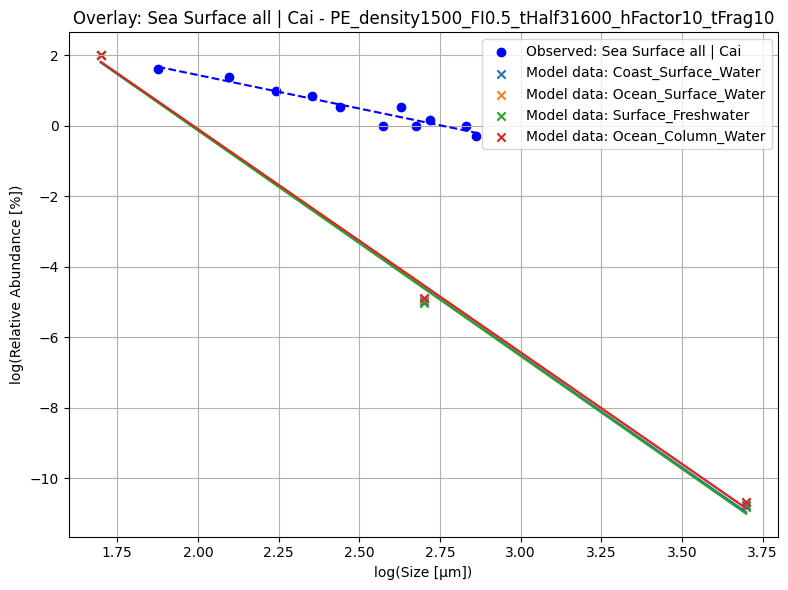 Overlay: Sea Surface all | Cai - PE_density1500_FI0.5_tHalf31600_hFactor10_tFrag10
Observed: Sea Surface all | Cai
Model data: Coast_Surface_Water
Model data: Ocean_Surface_Water
Model data: Surface_Freshwater
Model data: Ocean_Column_Water
log(Relative Abundance [%])
2
0
−2
−4
−6
−8
−10
1.75 2.00 2.25 2.50 2.75 3.00 3.25 3.50 3.75
log(Size [μm])